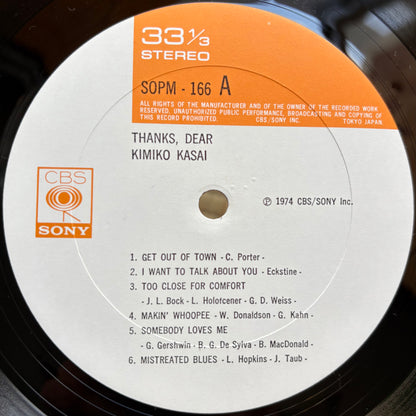 33 1/3
STEREO
SOPM - 166 A
ALL RIGHTS OF THE MANUFACTURER AND OF THE OWNER OF THE RECORDED WORK
RESERVED. UNAUTHORIZED PUBLIC PERFORMANCE, BROADCASTING AND COPYING OF
THIS RECORD PROHIBITED. CBS/SONY INC. TOKYO JAPAN
THANKS, DEAR
KIMIKO KASAI
CBS
SONY
Ⓟ 1974 CBS/SONY Inc.
1. GET OUT OF TOWN - C. Porter -
2. I WANT TO TALK ABOUT YOU - Eckstine -
3. TOO CLOSE FOR COMFORT
- J. L. Bock - L. Holofcener - G. D. Weiss -
4. MAKIN' WHOOPEE - W. Donaldson - G. Kahn -
5. SOMEBODY LOVES ME
- G. Gershwin - B. G. De Sylva - B. MacDonald -
6. MISTREATED BLUES - L. Hopkins - J. Taub -